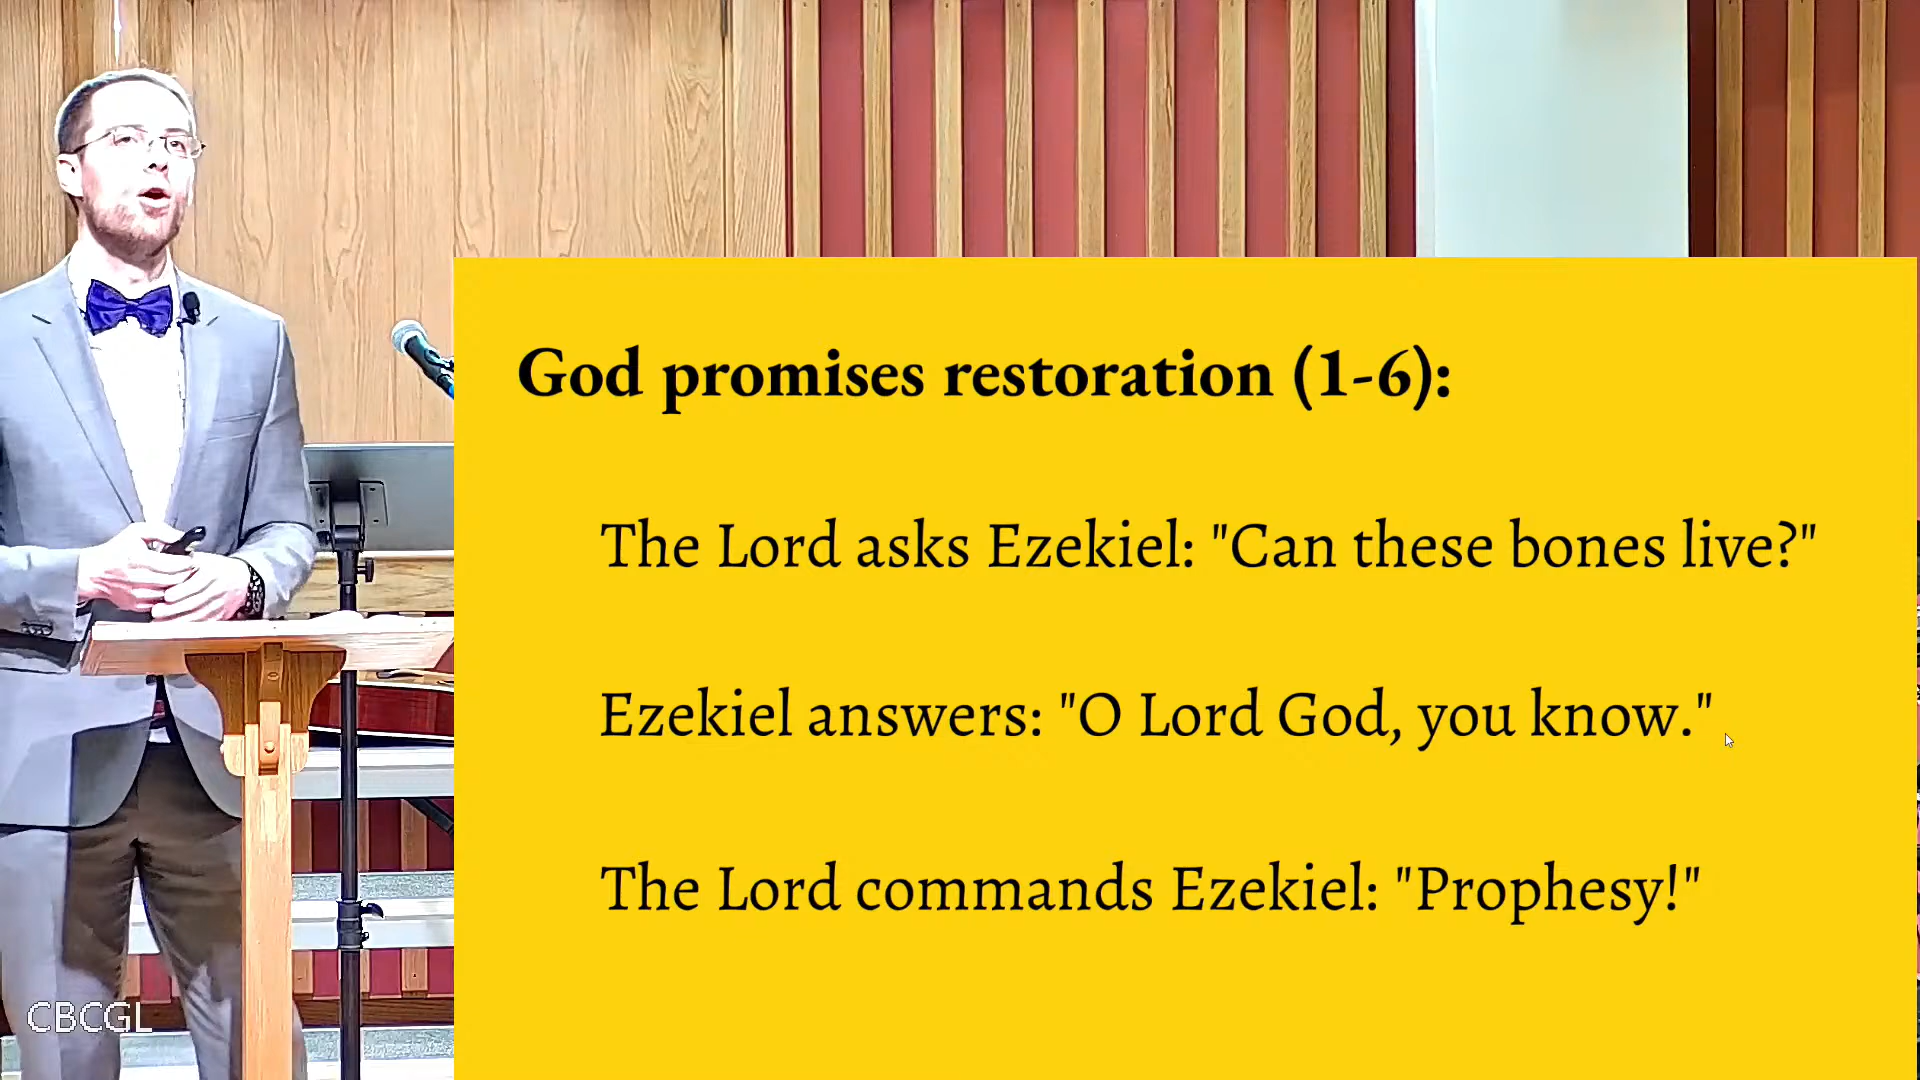 God promises restoration (1-6):
The Lord asks Ezekiel: "Can these bones live?"
Ezekiel answers: "O Lord God, you know."
The Lord commands Ezekiel: "Prophesy!"
CBCGL